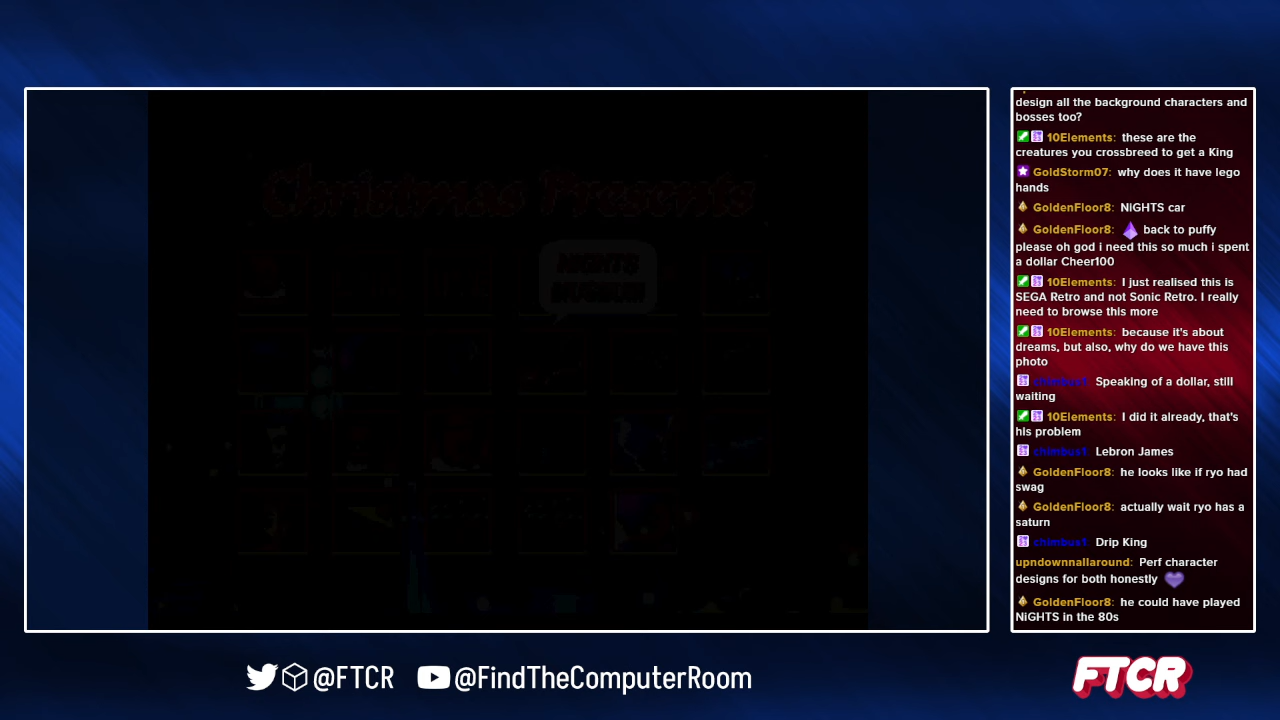 Christmas Presents
NIGHTS
MUSEUM
design all the background characters and
bosses too?
10Elements: these are the
creatures you crossbreed to get a King
GoldStorm07: why does it have lego
hands
GoldenFloor8: NiGHTS car
GoldenFloor8: back to puffy
please oh god i need this so much i spent
a dollar Cheer100
10Elements: I just realised this is
SEGA Retro and not Sonic Retro. I really
need to browse this more
10Elements: because it's about
dreams, but also, why do we have this
photo
chimbus1: Speaking of a dollar, still
waiting
10Elements: I did it already, that's
his problem
Lebron James
GoldenFloor8: he looks like if ryo had
swag
GoldenFloor8: actually wait ryo has a
saturn
Drip King
upndownnallaround: Perf character
designs for both honestly
GoldenFloor8: he could have played
NiGHTS in the 80s
@FTCR @FindTheComputerRoom
FTCR